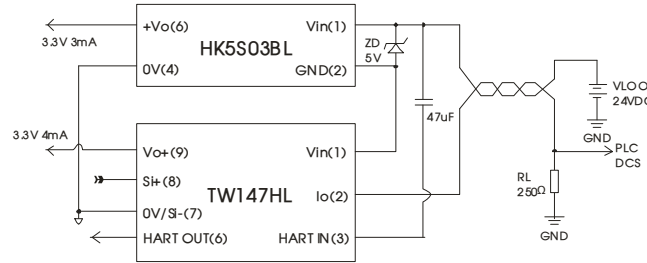 +Vo(6)
Vin(1)
3.3V 3mA
HK5S03BL
ZD
5V
0V(4)
GND(2)
VLOO
24VDC
47uF
GND
3.3V 4mA
Vo+(9)
Vin(1)
PLC
DCS
Si+(8)
TW147HL
Io(2)
RL
250Ω
0V/Si-(7)
HART OUT(6)
HART IN(3)
GND